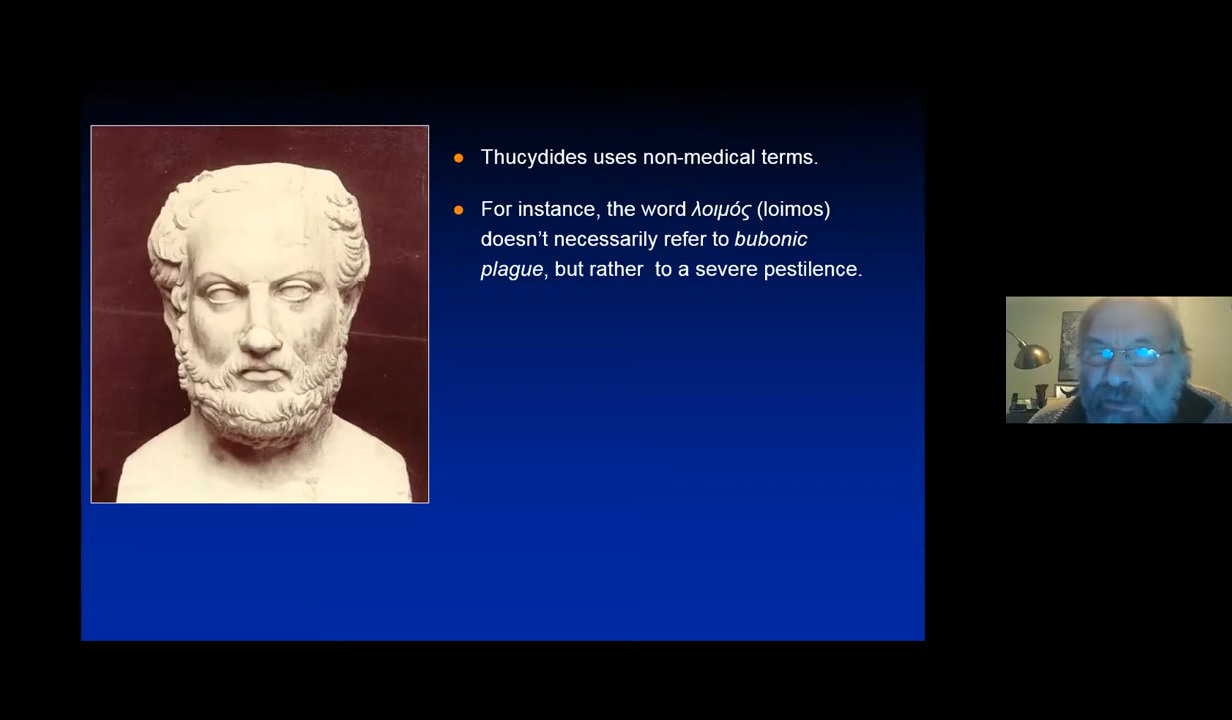 Thucydides uses non-medical terms.
For instance, the word λοιμός (loimos)
doesn't necessarily refer to bubonic
plague, but rather  to a severe pestilence.